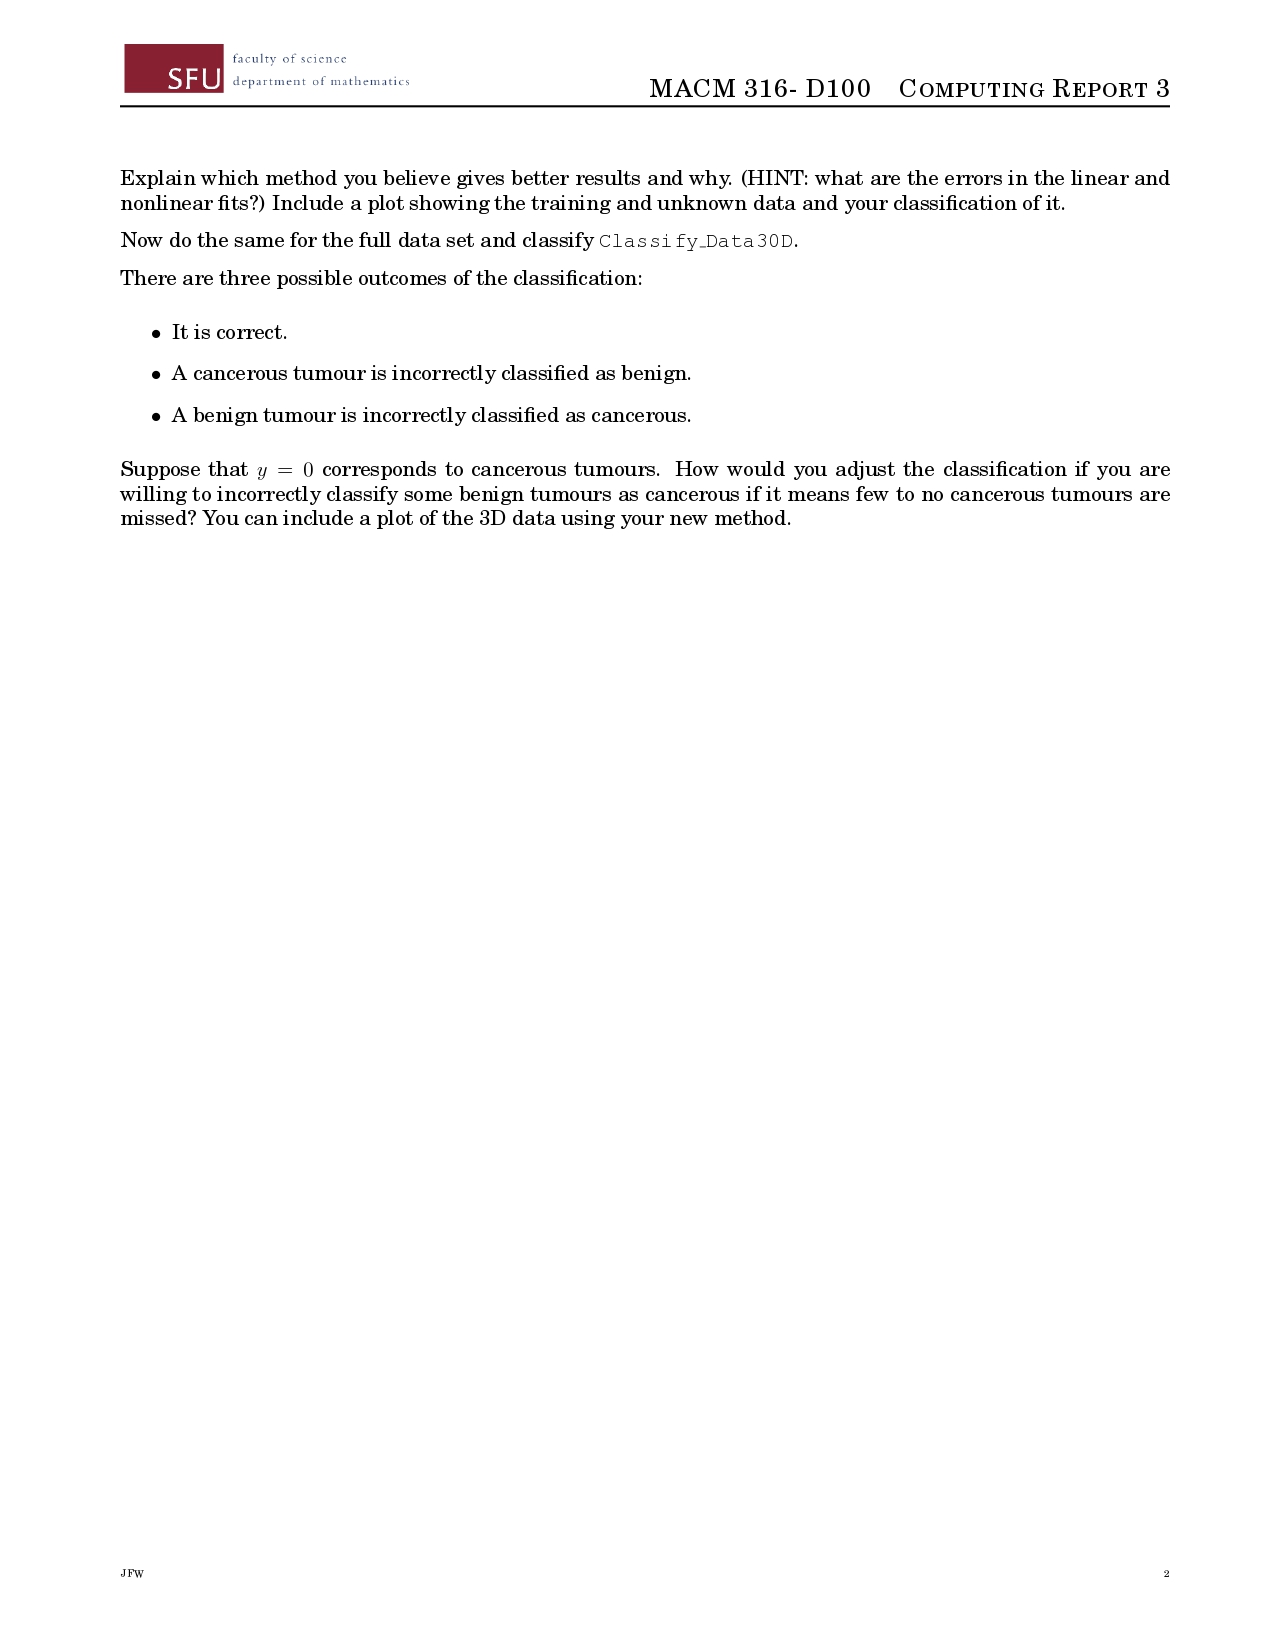 SFU
faculty of science
department of mathematics
MACM 316- D100 COMPUTING REPORT 3
Explain which method you believe gives better results and why. (HINT: what are the errors in the linear and
nonlinear fits?) Include a plot showing the training and unknown data and your classification of it.
Now do the same for the full data set and classify Classify_Data30D.
There are three possible outcomes of the classification:
• It is correct.
• A cancerous tumour is incorrectly classified as benign.
• A benign tumour is incorrectly classified as cancerous.
Suppose that y = 0 corresponds to cancerous tumours. How would you adjust the classification if you are
willing to incorrectly classify some benign tumours as cancerous if it means few to no cancerous tumours are
missed? You can include a plot of the 3D data using your new method.
JFW
2